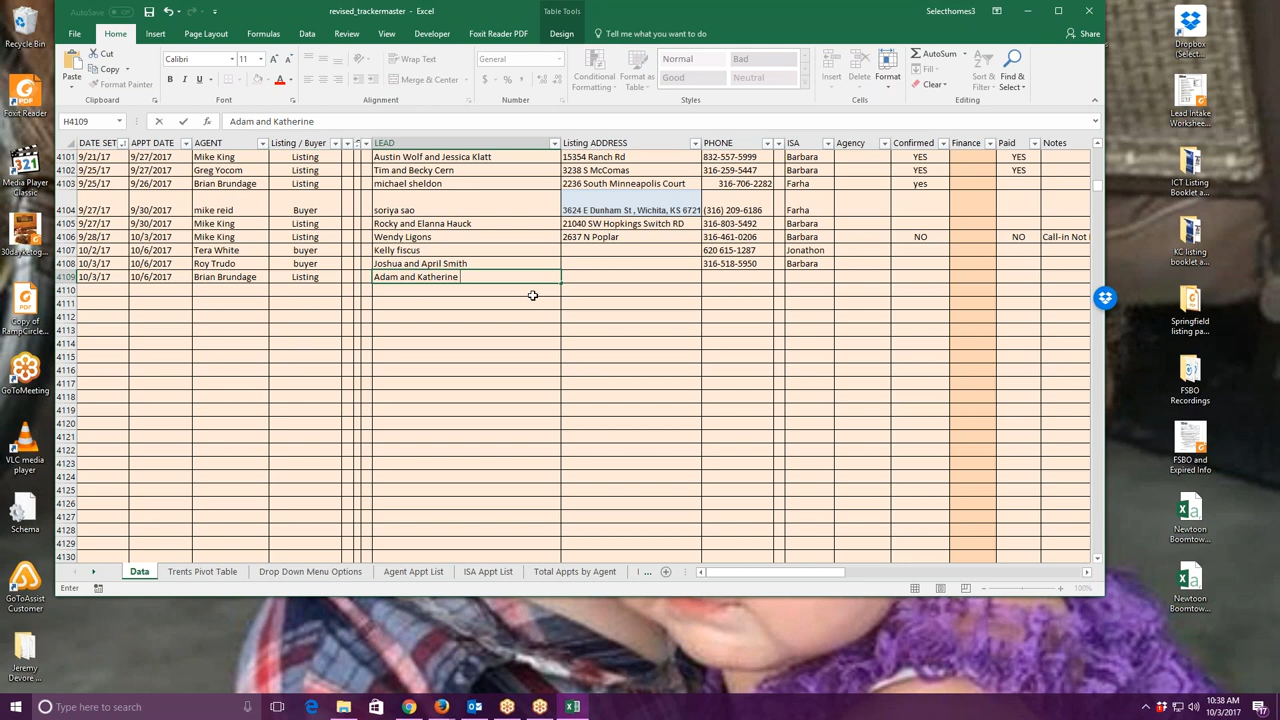 AutoSave Off
revised_trackermaster - Excel
Table Tools
Selecthomes3
File Home Insert Page Layout Formulas Data Review View Developer Foxit Reader PDF Design Tell me what you want to do Share
Paste Cut Copy Format Painter Clipboard
Calibri 11 Font
Wrap Text Merge & Center Alignment
General Number
Conditional Formatting Format as Table Normal Bad Good Neutral Styles
Insert Delete Format Cells
AutoSum Fill Clear Sort & Filter Find & Select Editing
H4109 Adam and Katherine
DATE SET APPT DATE AGENT Listing / Buyer LEAD Listing ADDRESS PHONE ISA Agency Confirmed Finance Paid Notes
4101 9/21/17 9/27/2017 Mike King Listing Austin Wolf and Jessica Klatt 15354 Ranch Rd 832-557-5999 Barbara YES YES
4102 9/25/17 9/27/2017 Greg Yocom Listing Tim and Becky Cern 3238 S McComas 316-259-5447 Barbara YES YES
4103 9/25/17 9/26/2017 Brian Brundage Listing michael sheldon 2236 South Minneapolis Court 316-706-2282 Farha yes
4104 9/27/17 9/30/2017 mike reid Buyer soriya sao 3624 E Dunham St , Wichita, KS 6721 (316) 209-6186 Farha
4105 9/27/17 9/30/2017 Mike King Listing Rocky and Elanna Hauck 21040 SW Hopkings Switch RD 316-803-5492 Barbara
4106 9/28/17 10/3/2017 Mike King Listing Wendy Ligons 2637 N Poplar 316-461-0206 Barbara NO NO Call-in Not I
4107 10/2/17 10/6/2017 Tera White buyer Kelly fiscus 620 615-1287 Jonathon
4108 10/3/17 10/6/2017 Roy Trudo buyer Joshua and April Smith 316-518-5950 Barbara
4109 10/3/17 10/6/2017 Brian Brundage Listing Adam and Katherine
4110
4111
4112
4113
4114
4115
4116
4117
4118
4119
4120
4121
4122
4123
4124
4125
4126
4127
4128
4129
4130
Data Trents Pivot Table Drop Down Menu Options Agent Appt List ISA Appt List Total Appts by Agent I ...
Enter 100%
Recycle Bin
Foxit Reader
Media Player Classic
30dayketog...
Copy of RampCircle...
GoToMeeting
VLC media player
Schema
GoToAssist Customer
Jeremy Devore ...
Dropbox (Select...
Lead Intake Workshee...
ICT Listing Booklet a...
KC listing booklet a...
Springfield listing pa...
FSBO Recordings
FSBO and Expired Info
Newtoon Boomtow...
Newtoon Boomtow...
Type here to search
10:38 AM
10/3/2017
17